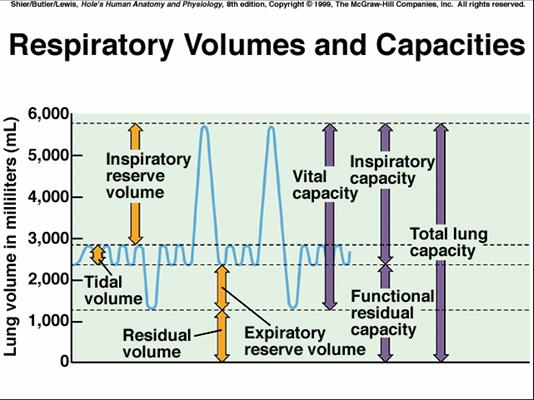 Shier/Butler/Lewis, Hole's Human Anatomy and Physiology, 8th edition, Copyright © 1999, The McGraw-Hill Companies, Inc. All rights reserved.
Respiratory Volumes and Capacities
Lung volume in milliliters (mL)
6,000
5,000
4,000
3,000
2,000
1,000
0
Inspiratory
reserve
volume
Tidal
volume
Residual
volume
Expiratory
reserve volume
Vital
capacity
Inspiratory
capacity
Functional
residual
capacity
Total lung
capacity